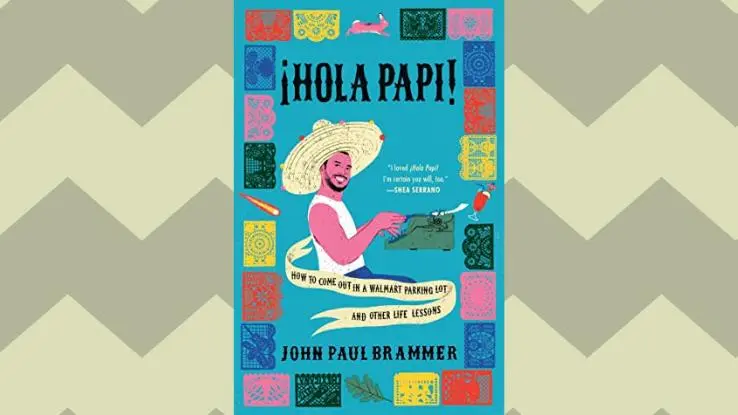 ¡HOLA PAPI!
"I loved ¡Hola Papi!
I'm certain you will, too."
—SHEA SERRANO
HOW TO COME OUT IN A WALMART PARKING LOT
AND OTHER LIFE LESSONS
JOHN PAUL BRAMMER